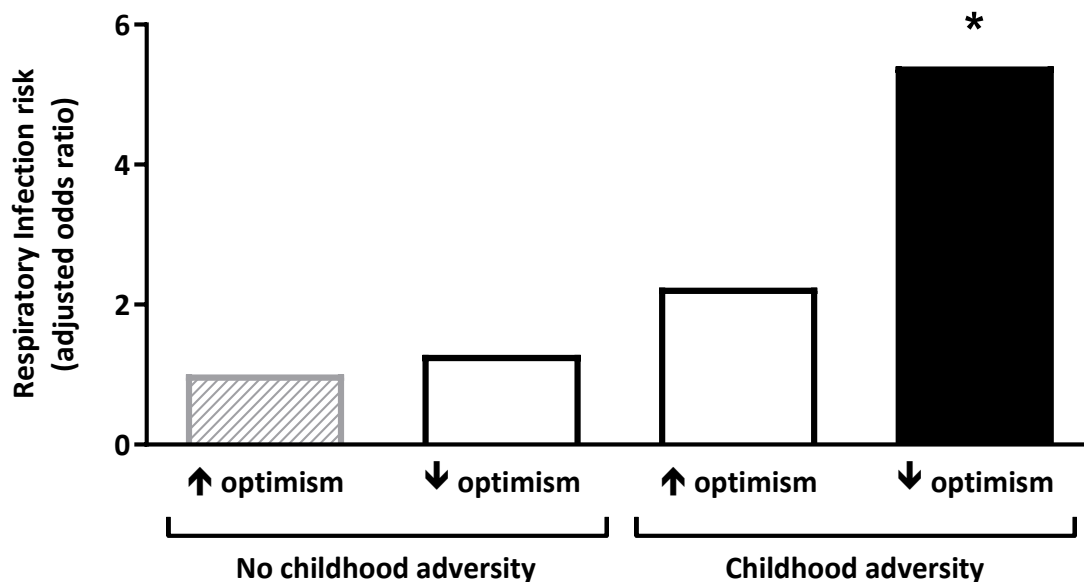 Respiratory Infection risk
(adjusted odds ratio)
6
4
2
0
*
↑ optimism
↓ optimism
↑ optimism
↓ optimism
No childhood adversity
Childhood adversity